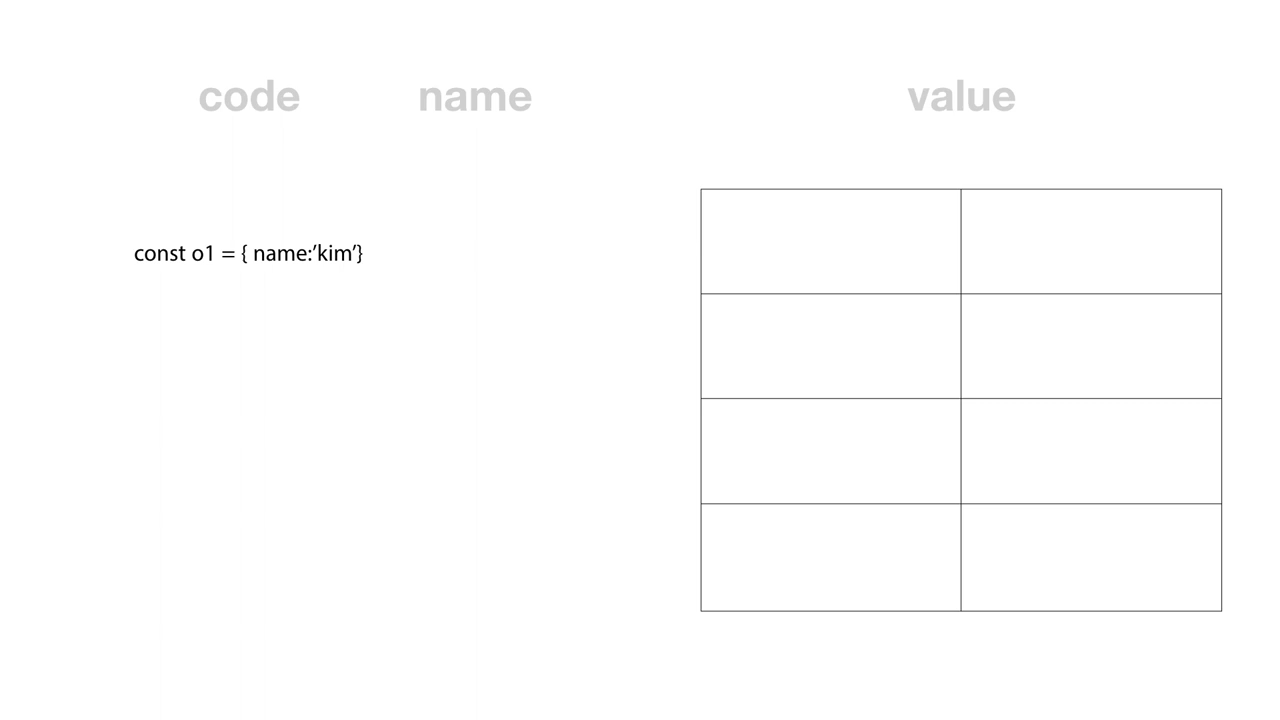 code name value
const o1 = { name:’kim’}